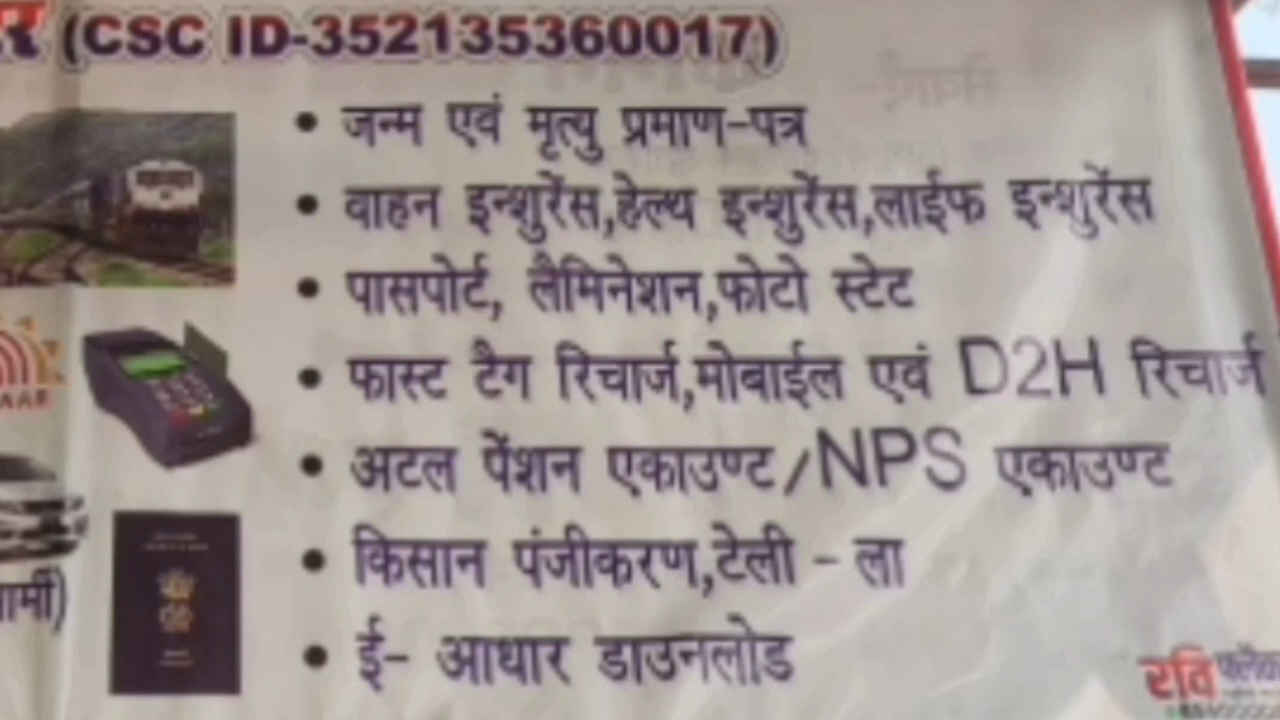 (CSC ID-352135360017)
• जन्म एवं मृत्यु प्रमाण-पत्र
• वाहन इन्शुरेंस,हेल्थ इन्शुरेंस,लाईफ इन्शुरेंस
• पासपोर्ट, लैमिनेशन,फोटो स्टेट
• फास्ट टैग रिचार्ज,मोबाईल एवं D2H रिचार्ज
• अटल पेंशन एकाउण्ट/NPS एकाउण्ट
• किसान पंजीकरण,टेली - ला
• ई- आधार डाउनलोड
रवि